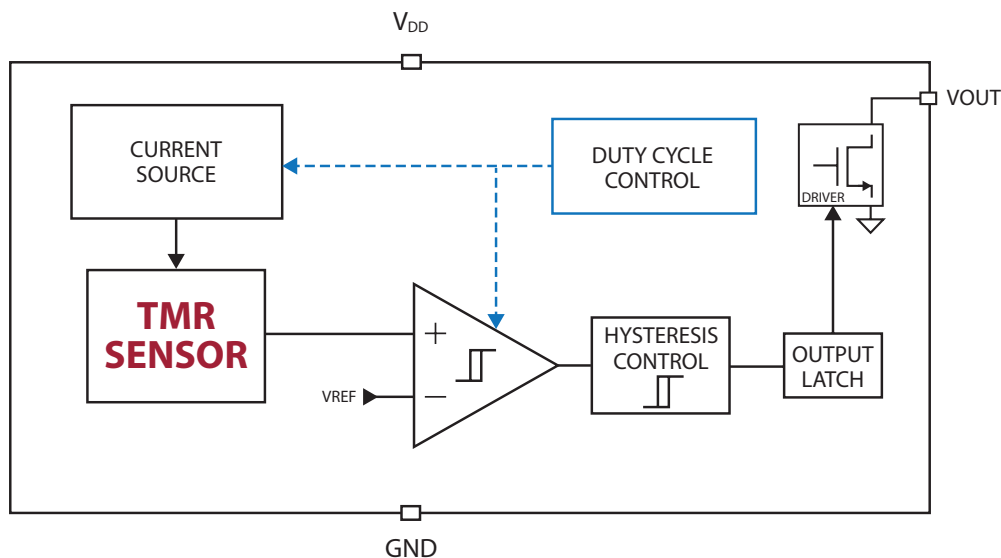 VDD
VOUT
CURRENT
SOURCE
DUTY CYCLE
CONTROL
DRIVER
TMR
SENSOR
+
VREF
−
HYSTERESIS
CONTROL
OUTPUT
LATCH
GND